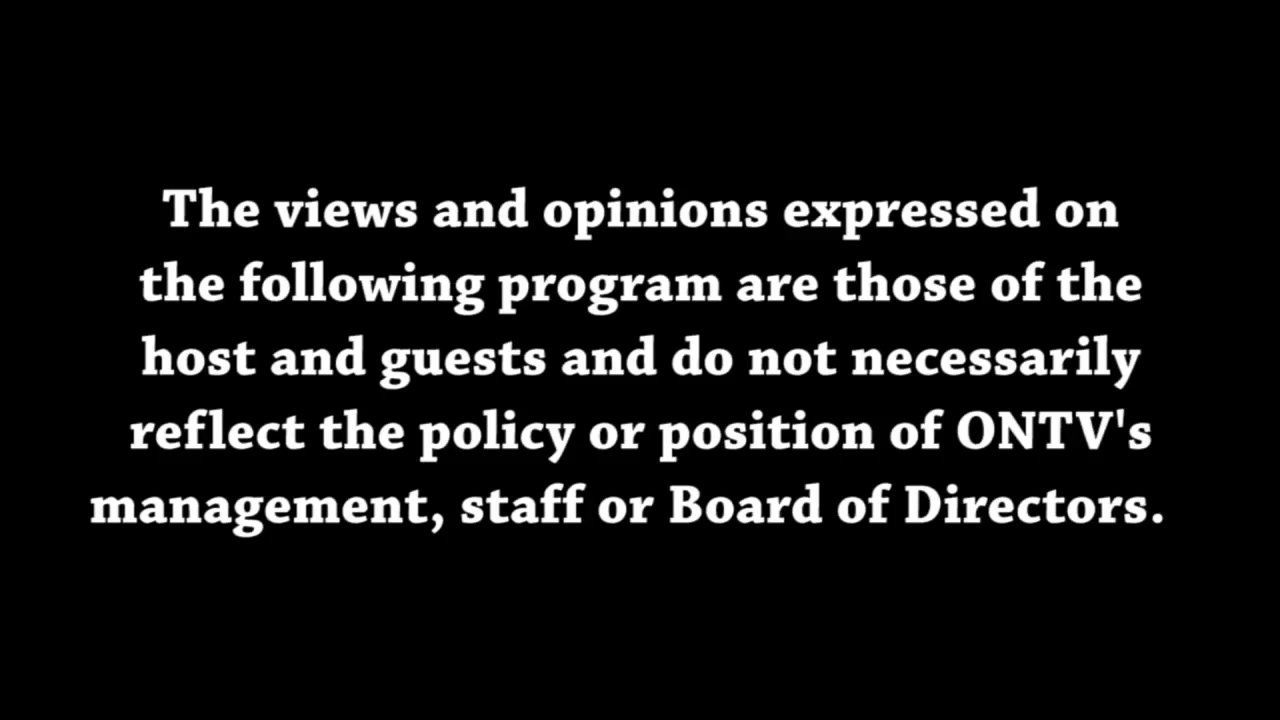 The views and opinions expressed on
the following program are those of the
host and guests and do not necessarily
reflect the policy or position of ONTV's
management, staff or Board of Directors.